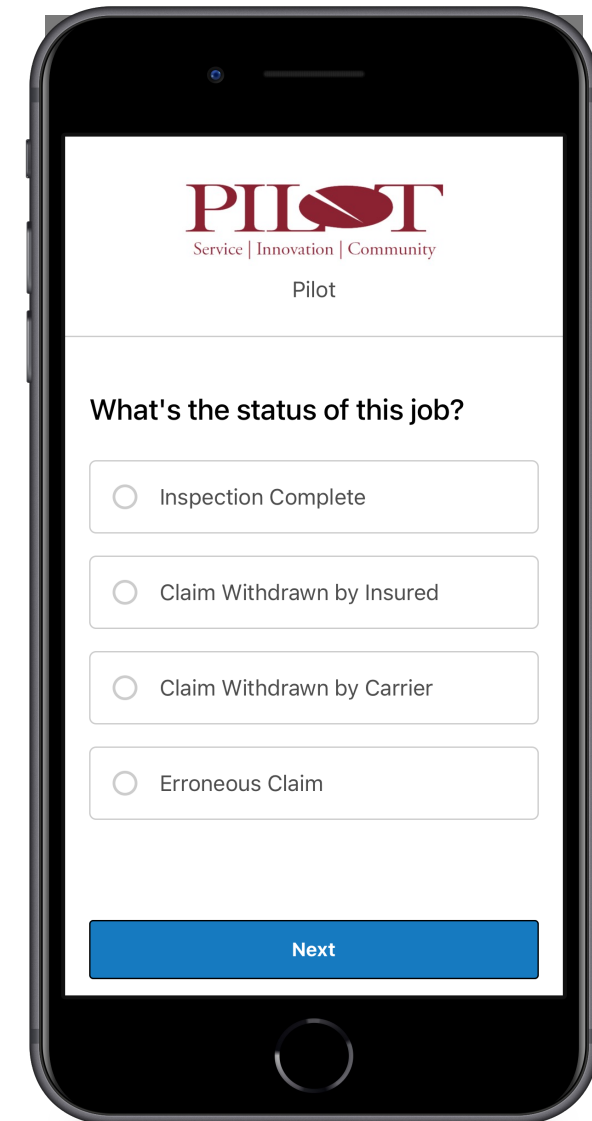 PILOT
Service | Innovation | Community
Pilot
What's the status of this job?
Inspection Complete
Claim Withdrawn by Insured
Claim Withdrawn by Carrier
Erroneous Claim
Next